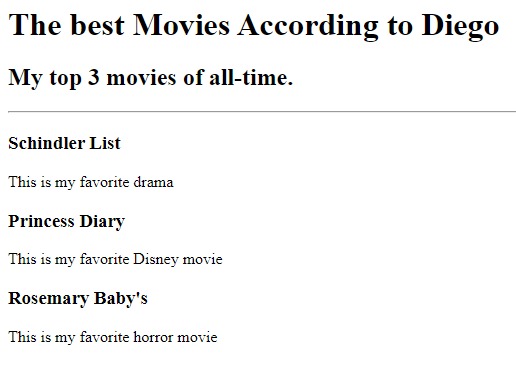 The best Movies According to Diego
My top 3 movies of all-time.
Schindler List
This is my favorite drama
Princess Diary
This is my favorite Disney movie
Rosemary Baby's
This is my favorite horror movie